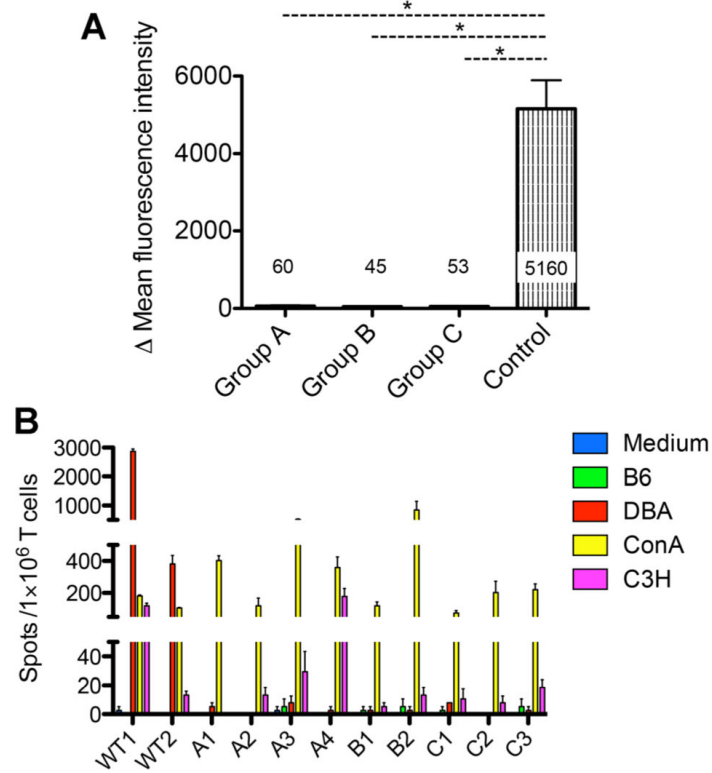 A
*
*
*
Δ Mean fluorescence intensity
6000
4000
2000
0
60
45
53
5160
Group A
Group B
Group C
Control
B
Spots /1×10⁶ T cells
3000
2000
1000
400
200
40
20
0
WT1
WT2
A1
A2
A3
A4
B1
B2
C1
C2
C3
Medium
B6
DBA
ConA
C3H